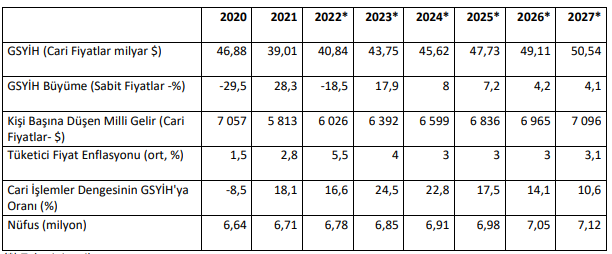 2020 2021 2022* 2023* 2024* 2025* 2026* 2027*
GSYİH (Cari Fiyatlar milyar $) 46,88 39,01 40,84 43,75 45,62 47,73 49,11 50,54
GSYİH Büyüme (Sabit Fiyatlar -%) -29,5 28,3 -18,5 17,9 8 7,2 4,2 4,1
Kişi Başına Düşen Milli Gelir (Cari
Fiyatlar- $) 7 057 5 813 6 026 6 392 6 599 6 836 6 965 7 096
Tüketici Fiyat Enflasyonu (ort, %) 1,5 2,8 5,5 4 3 3 3 3,1
Cari İşlemler Dengesinin GSYİH'ya
Oranı (%) -8,5 18,1 16,6 24,5 22,8 17,5 14,1 10,6
Nüfus (milyon) 6,64 6,71 6,78 6,85 6,91 6,98 7,05 7,12